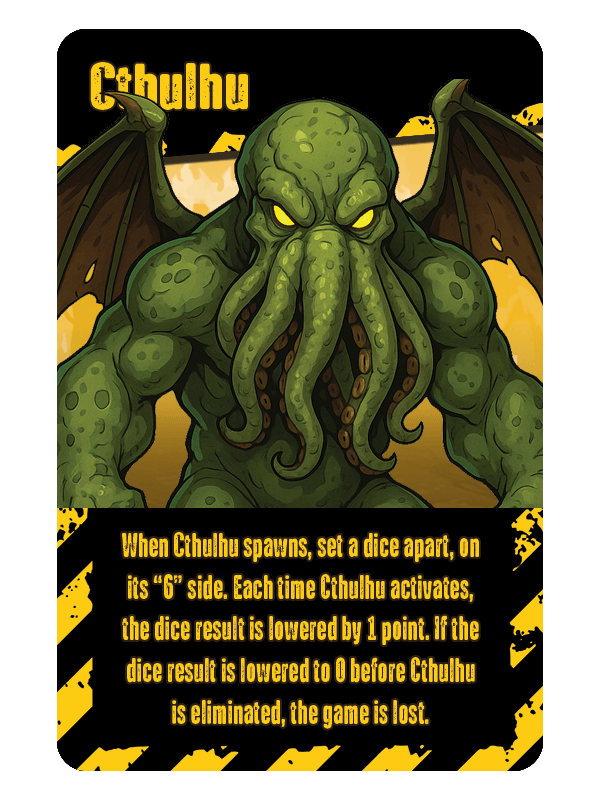 Cthulhu
When Cthulhu spawns, set a dice apart, on
its “6” side. Each time Cthulhu activates,
the dice result is lowered by 1 point. If the
dice result is lowered to 0 before Cthulhu
is eliminated, the game is lost.